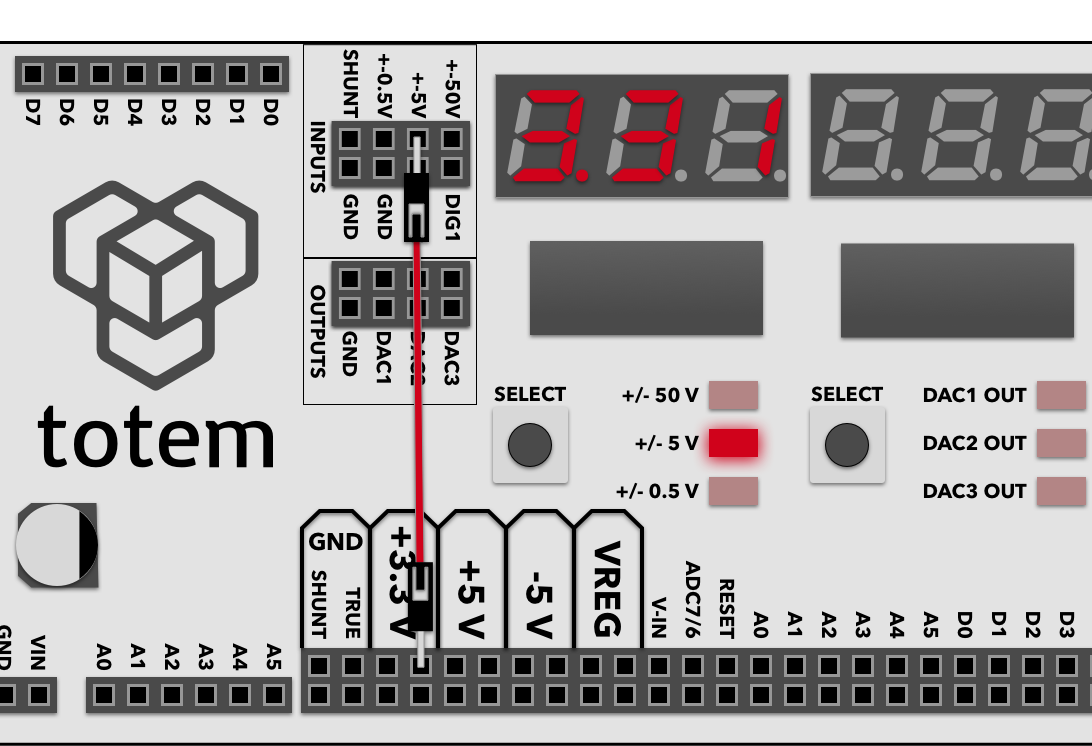 D7 D6 D5 D4 D3 D2 D1 D0
INPUTS
SHUNT +-0.5V +-5V +-50V
GND GND DIG1
OUTPUTS
GND DAC1 DAC2 DAC3
3.3.1
totem
SELECT
+/- 50 V
+/- 5 V
+/- 0.5 V
SELECT
DAC1 OUT
DAC2 OUT
DAC3 OUT
GND
SHUNT TRUE
+3.3 V
+5 V
-5 V
VREG
V-IN ADC7/6 RESET A0 A1 A2 A3 A4 A5 D0 D1 D2 D3
GND VIN A0 A1 A2 A3 A4 A5